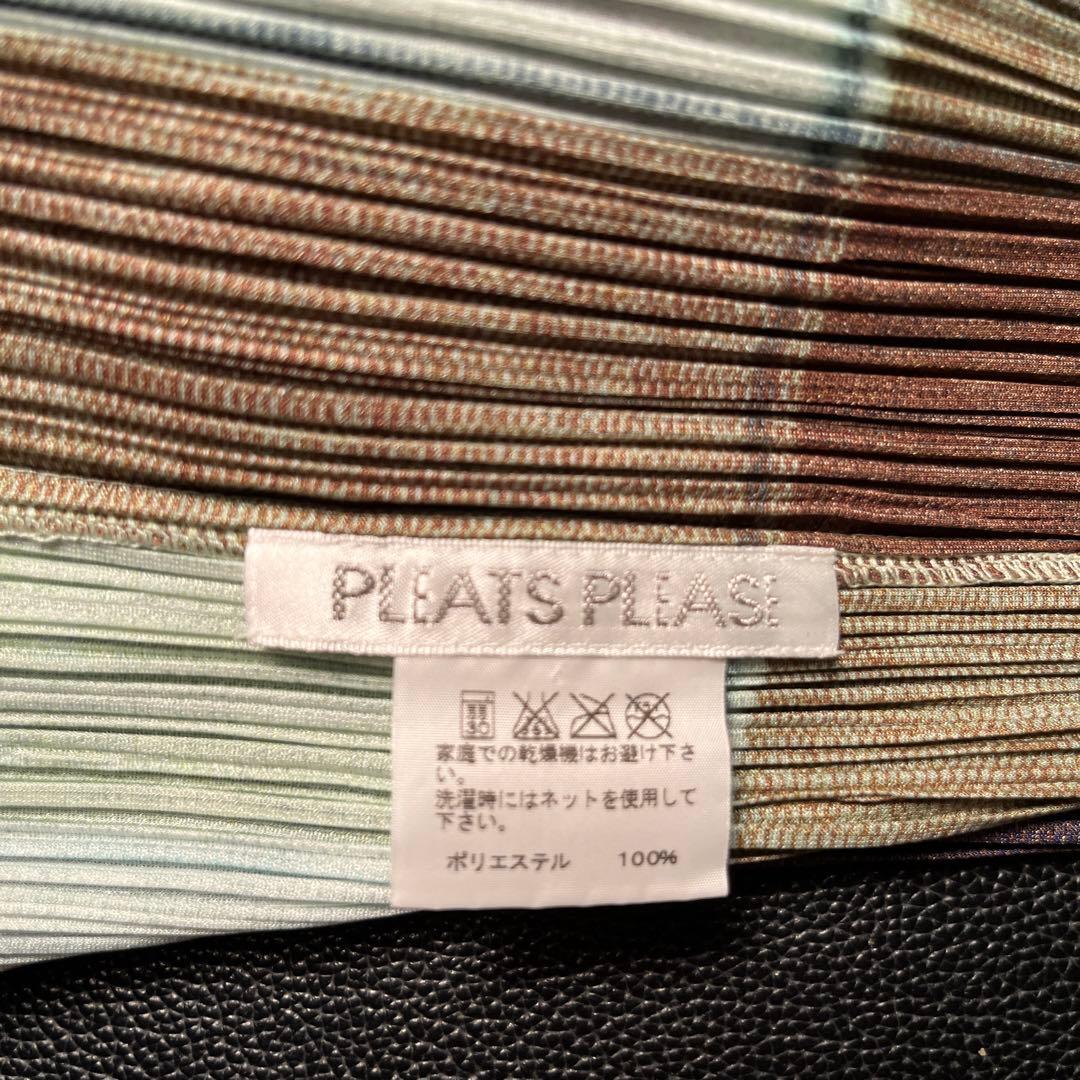 PLEATS PLEASE
家庭での乾燥機はお避け下さ
い。
洗濯時にはネットを使用して
下さい。
ポリエステル 100%